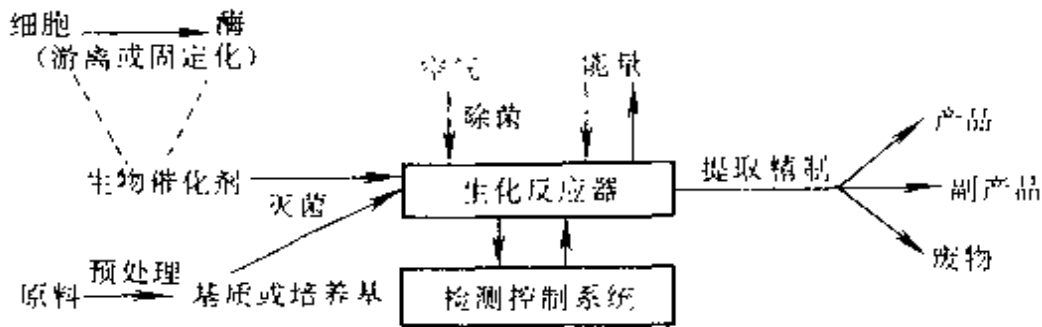 细胞 酶
（游离或固定化）
空气
能量
除菌
产品
生物催化剂
生化反应器
提取精制
副产品
灭菌
预处理
废物
原料
基质或培养基
检测控制系统